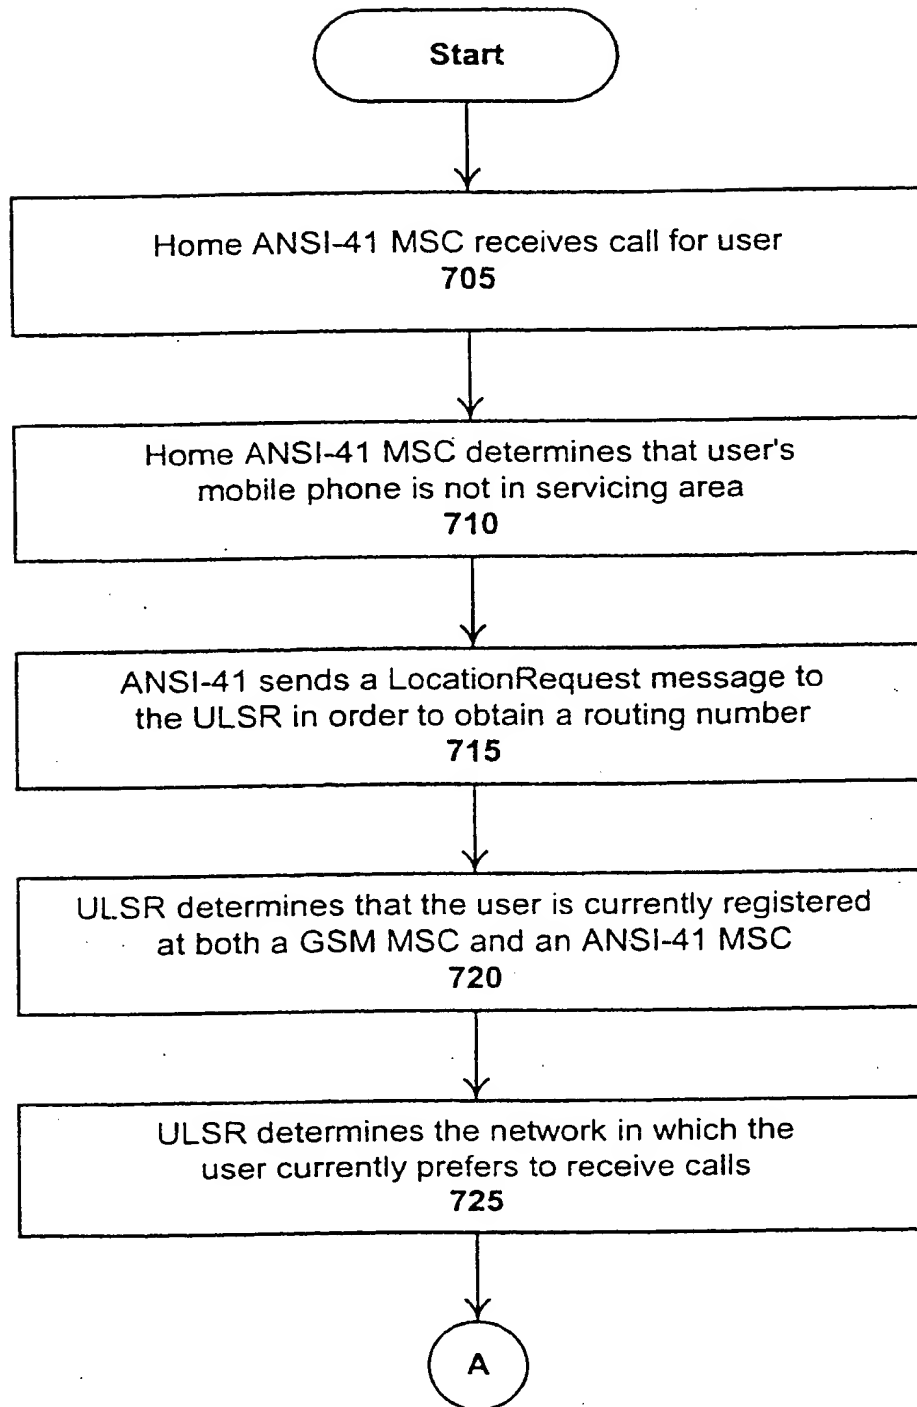 Start
Home ANSI-41 MSC receives call for user
705
Home ANSI-41 MSC determines that user's
mobile phone is not in servicing area
710
ANSI-41 sends a LocationRequest message to
the ULSR in order to obtain a routing number
715
ULSR determines that the user is currently registered
at both a GSM MSC and an ANSI-41 MSC
720
ULSR determines the network in which the
user currently prefers to receive calls
725
A